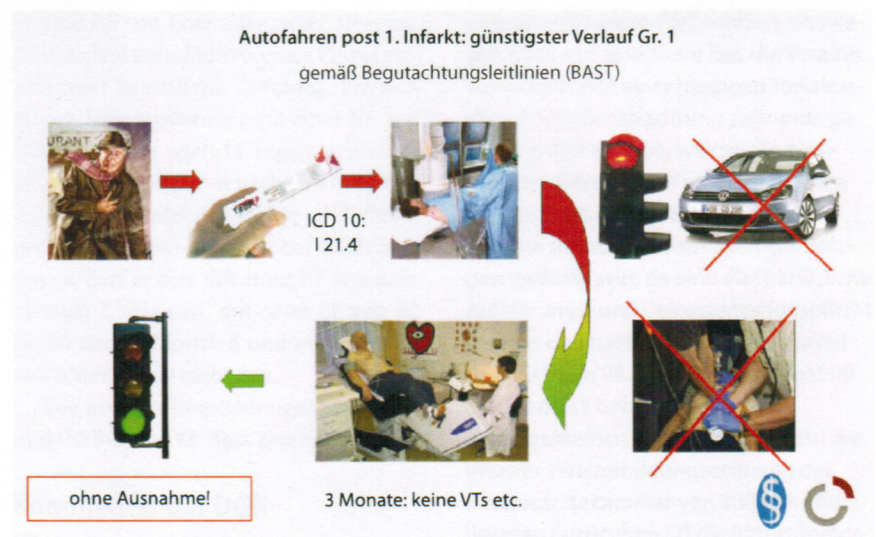 Autofahren post 1. Infarkt: günstigster Verlauf Gr. 1
gemäß Begutachtungsleitlinien (BAST)
URANT
ICD 10:
I 21.4
ohne Ausnahme!
3 Monate: keine VTs etc.